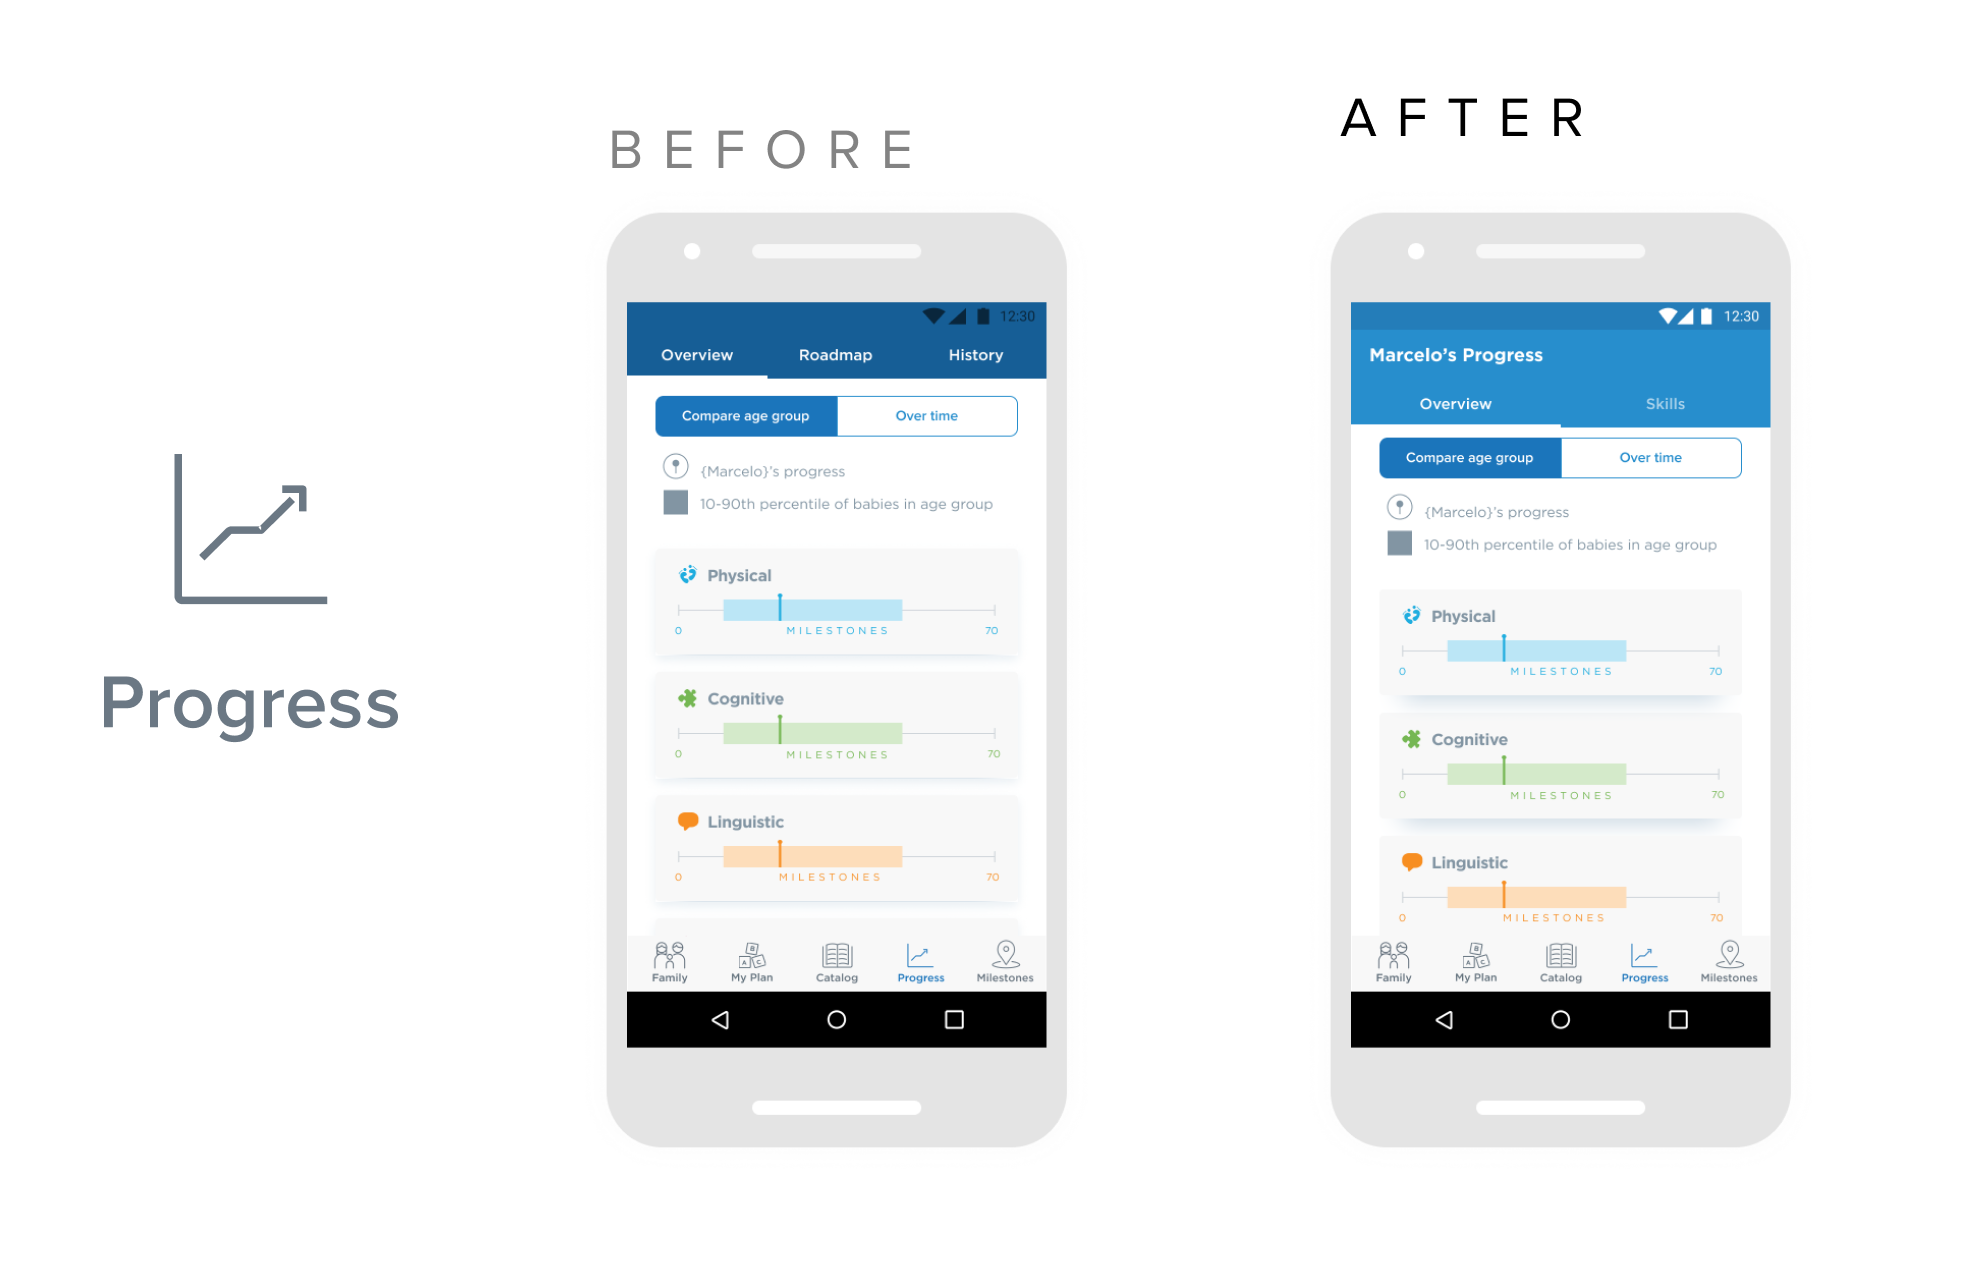 Progress
BEFORE
12:30
Overview Roadmap History
Compare age group Over time
{Marcelo}'s progress
10-90th percentile of babies in age group
Physical
0 MILESTONES 70
Cognitive
0 MILESTONES 70
Linguistic
0 MILESTONES 70
B
A C
Family My Plan Catalog Progress Milestones
AFTER
12:30
Marcelo’s Progress
Overview Skills
Compare age group Over time
{Marcelo}'s progress
10-90th percentile of babies in age group
Physical
0 MILESTONES 70
Cognitive
0 MILESTONES 70
Linguistic
0 MILESTONES 70
B
A C
Family My Plan Catalog Progress Milestones